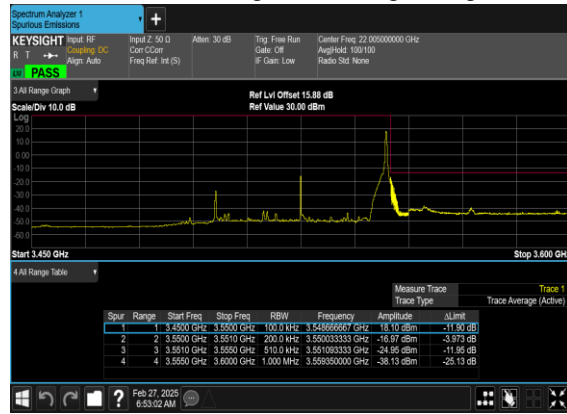 Spectrum Analyzer 1
Spurious Emissions
+
KEYSIGHT Input: RF Input Z: 50 Ω Atten: 30 dB Trig: Free Run Center Freq: 22.005000000 GHz
R T Coupling: DC Corr CCorr Gate: Off Avg|Hold: 100/100
Align: Auto Freq Ref: Int (S) IF Gain: Low Radio Std: None
PASS
3 All Range Graph
Ref Lvl Offset 15.88 dB
Scale/Div 10.0 dB Ref Value 30.00 dBm
Log
20.0
10.0
0.00
-10.0
-20.0
-30.0
-40.0
-50.0
-60.0
Start 3.450 GHz Stop 3.600 GH
4 All Range Table
Measure Trace Trace 1
Trace Type Trace Average (Active)
Spur Range Start Freq Stop Freq RBW Frequency Amplitude ΔLimit
1 1 3.4500 GHz 3.5500 GHz 100.0 kHz 3.548666667 GHz 18.10 dBm -11.90 dB
2 2 3.5500 GHz 3.5510 GHz 200.0 kHz 3.550033333 GHz -16.97 dBm -3.973 dB
3 3 3.5510 GHz 3.5550 GHz 510.0 kHz 3.551093333 GHz -24.95 dBm -11.95 dB
4 4 3.5550 GHz 3.6000 GHz 1.000 MHz 3.559350000 GHz -38.13 dBm -25.13 dB
? Feb 27, 2025
6:53:02 AM